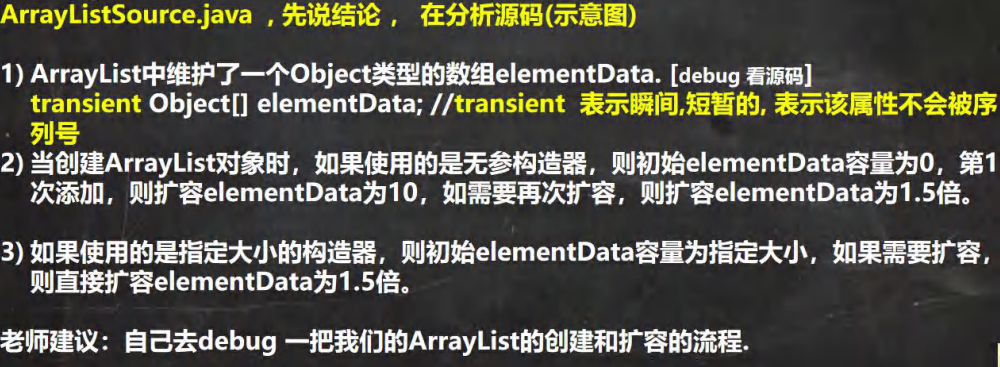 ArrayListSource.java ，先说结论， 在分析源码(示意图)
1) ArrayList中维护了一个Object类型的数组elementData. [debug 看源码]
transient Object[] elementData; //transient 表示瞬间,短暂的, 表示该属性不会被序
列号
2) 当创建ArrayList对象时，如果使用的是无参构造器，则初始elementData容量为0，第1
次添加，则扩容elementData为10，如需要再次扩容，则扩容elementData为1.5倍。
3) 如果使用的是指定大小的构造器，则初始elementData容量为指定大小，如果需要扩容，
则直接扩容elementData为1.5倍。
老师建议：自己去debug 一把我们的ArrayList的创建和扩容的流程.